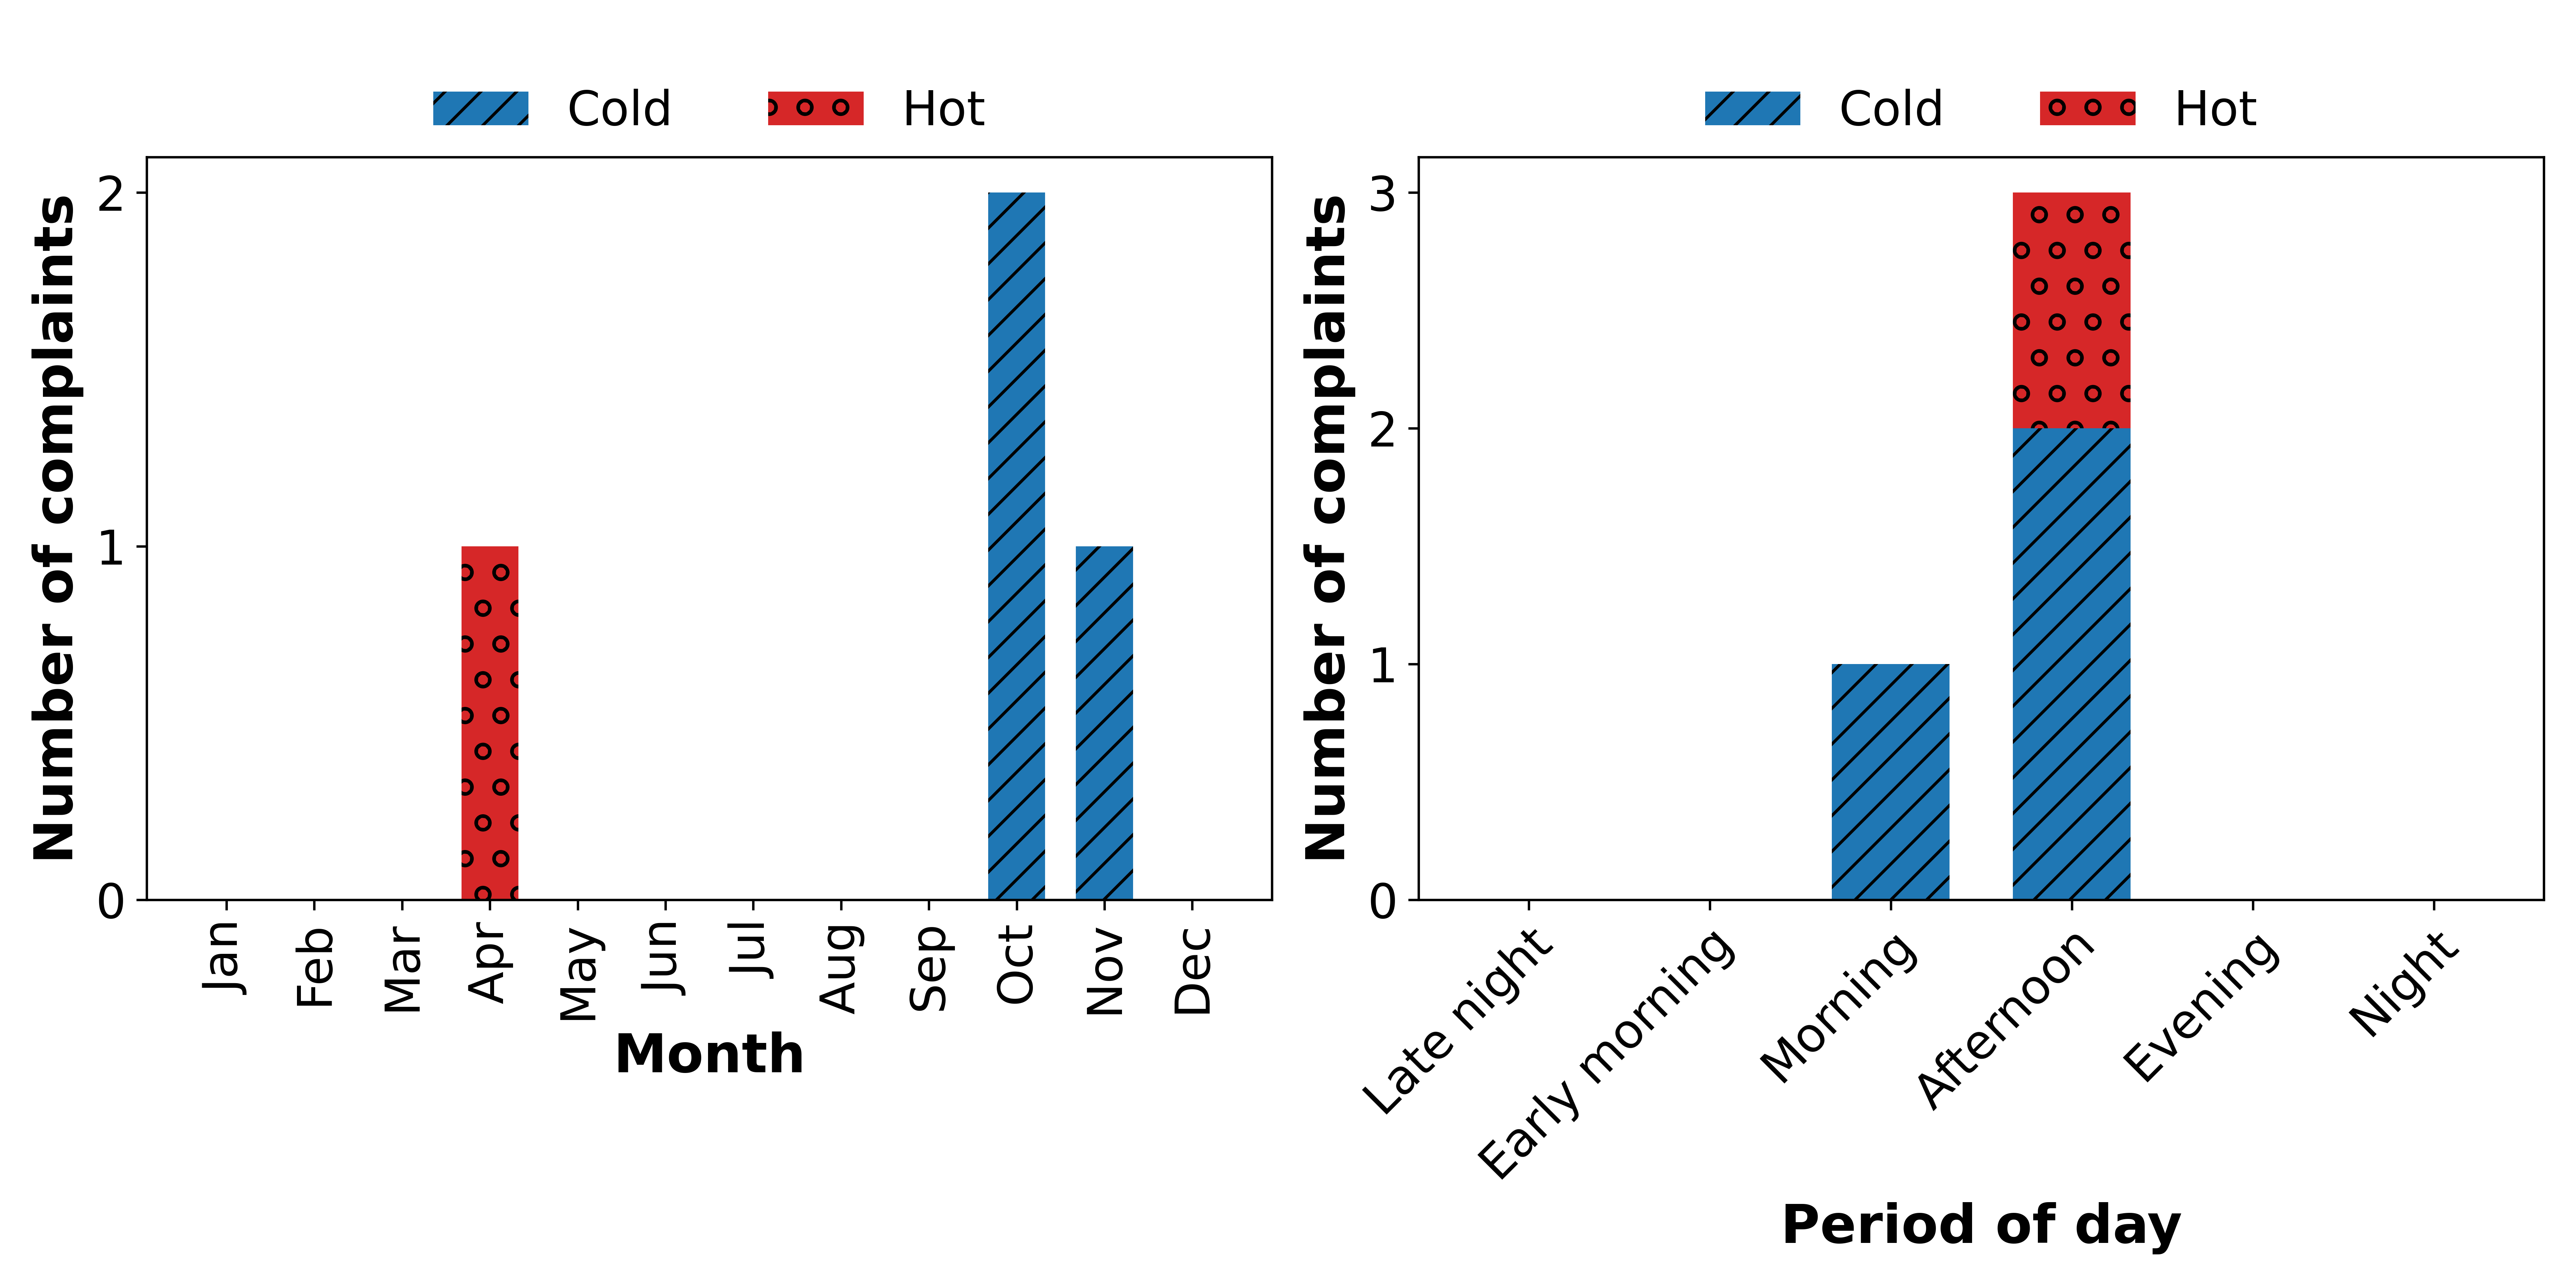 Cold
Hot
Number of complaints
2
1
0
Jan
Feb
Mar
Apr
May
Jun
Jul
Aug
Sep
Oct
Nov
Dec
Month
Cold
Hot
Number of complaints
3
2
1
0
Late night
Early morning
Morning
Afternoon
Evening
Night
Period of day